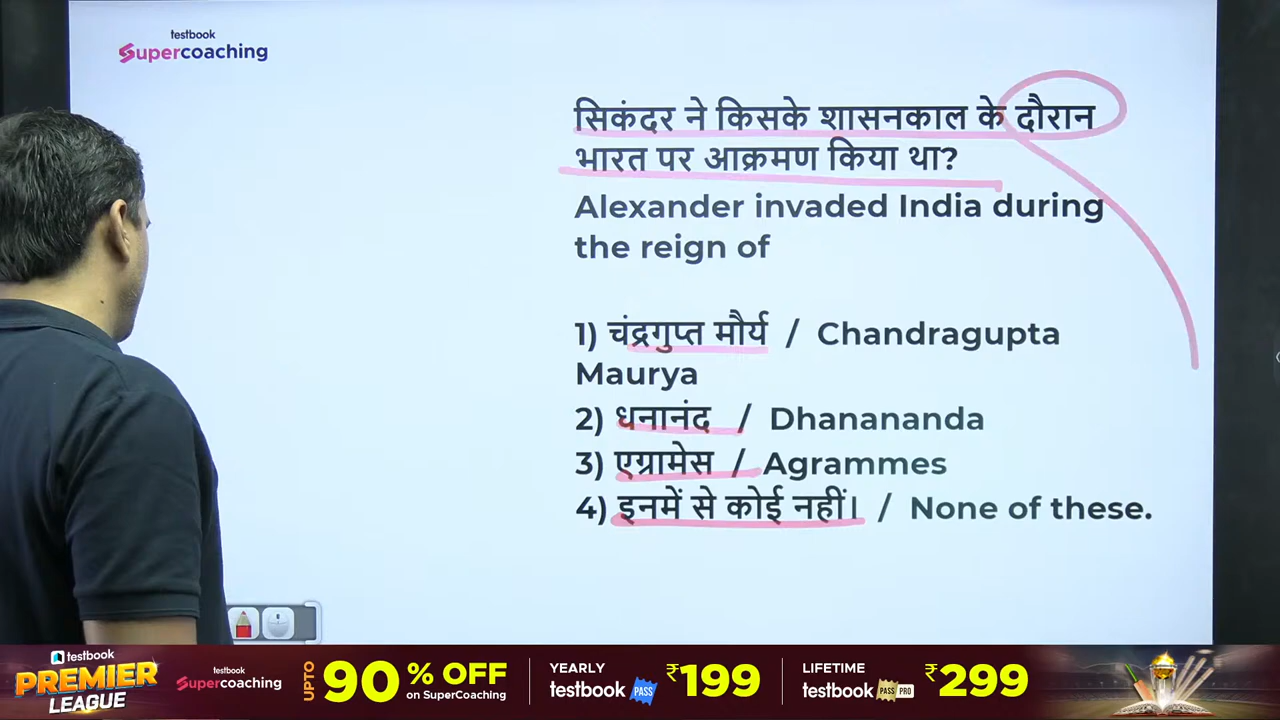 testbook
Supercoaching
सिकंदर ने किसके शासनकाल के दौरान
भारत पर आक्रमण किया था?
Alexander invaded India during
the reign of
1) चंद्रगुप्त मौर्य / Chandragupta
Maurya
2) धनानंद / Dhanananda
3) एग्रामेस / Agrammes
4) इनमें से कोई नहीं। / None of these.
testbook
PREMIER
LEAGUE
testbook
Supercoaching
UPTO
90% OFF
on SuperCoaching
YEARLY
testbook PASS
₹199
LIFETIME
testbook PASS PRO
₹299